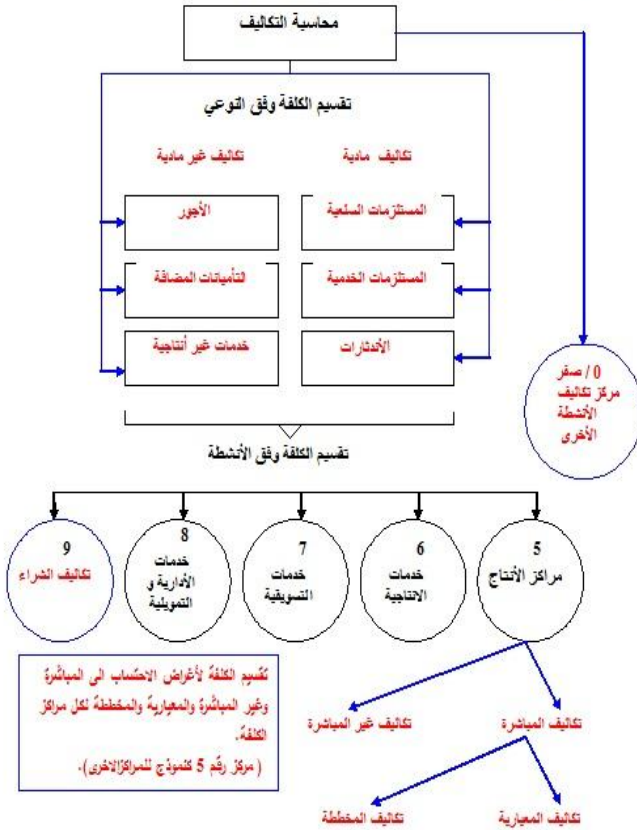 محاسبة التكاليف
تقسيم الكلفة وفق النوعي
تكاليف مادية
تكاليف غير مادية
المستلزمات السلعية
الأجور
المستلزمات الخدمية
التأميانات المضافة
الأندثارات
خدمات غير أنتاجية
0 / صفر
مركز تكاليف
الأنشطة
الأخرى
تقسيم الكلفة وفق الأنشطة
5
مراكز الأنتاج
6
خدمات
الانتاجية
7
خدمات
التسويقية
8
خدمات
الأدارية و
التمويلية
9
تكاليف الشراء
تقسيم الكلفة لأغراض الاحتساب الى المباشرة
وغير المباشرة والمعيارية والمخططة لكل مراكز
الكلفة.
( مركز رقم 5 كنموذج للمراكزالاخرى).
تكاليف المباشرة
تكاليف غير المباشرة
تكاليف المعيارية
تكاليف المخططة